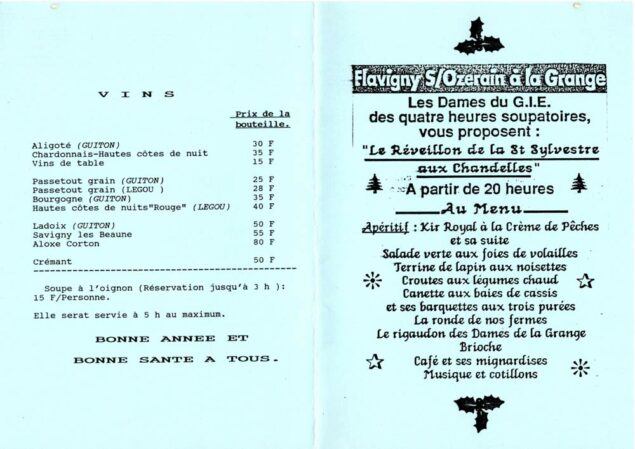 V I N S
Prix de la
bouteille.
Aligoté (GUITON) 30 F
Chardonnais-Hautes côtes de nuit 35 F
Vins de table 15 F
Passetout grain (GUITON) 25 F
Passetout grain (LEGOU ) 28 F
Bourgogne (GUITON) 35 F
Hautes côtes de nuits"Rouge" (LEGOU) 40 F
Ladoix (GUITON) 50 F
Savigny les Beaune 55 F
Aloxe Corton 80 F
Crémant 50 F
Soupe à l'oignon (Réservation jusqu'à 3 h ):
15 F/Personne.
Elle serat servie à 5 h au maximum.
BONNE ANNEE ET
BONNE SANTE A TOUS.
Flavigny S/Ozerain à la Grange
Les Dames du G.I.E.
des quatre heures soupatoires,
vous proposent :
"Le Réveillon de la St Sylvestre
aux Chandelles"
A partir de 20 heures
Au Menu
Apéritif : Kir Royal à la Crème de Pêches
et sa suite
Salade verte aux foies de volailles
Terrine de lapin aux noisettes
Croutes aux légumes chaud
Canette aux baies de cassis
et ses barquettes aux trois purées
La ronde de nos fermes
Le rigaudon des Dames de la Grange
Brioche
Café et ses mignardises
Musique et cotillons